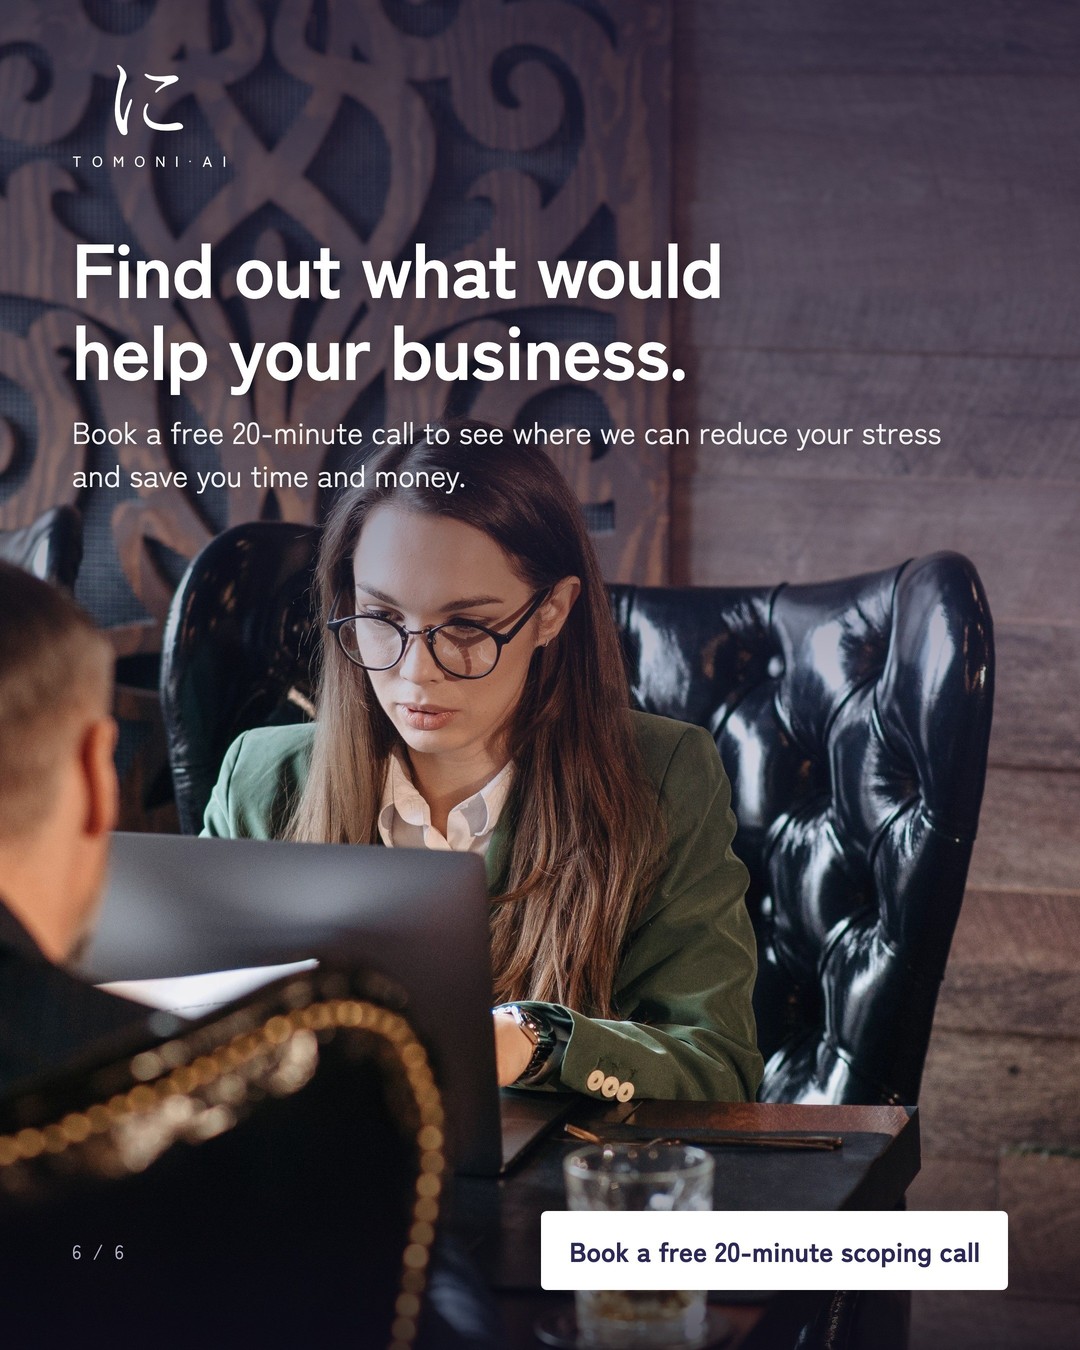 に
TOMONI·AI
Find out what would
help your business.
Book a free 20-minute call to see where we can reduce your stress
and save you time and money.
6 / 6
Book a free 20-minute scoping call